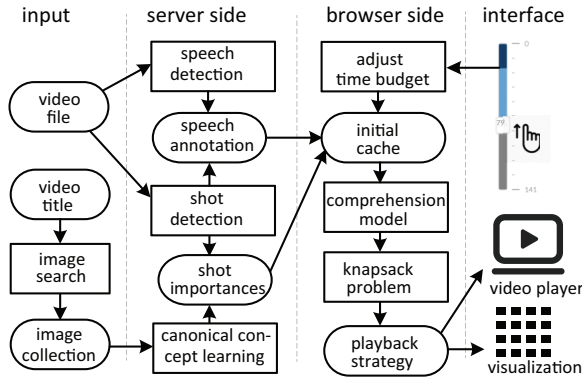 input
server side
browser side
interface
video
file
video
title
image
search
image
collection
speech
detection
speech
annotation
shot
detection
shot
importances
canonical con-
cept learning
adjust
time budget
initial
cache
comprehension
model
knapsack
problem
playback
strategy
0
79
141
video player
visualization